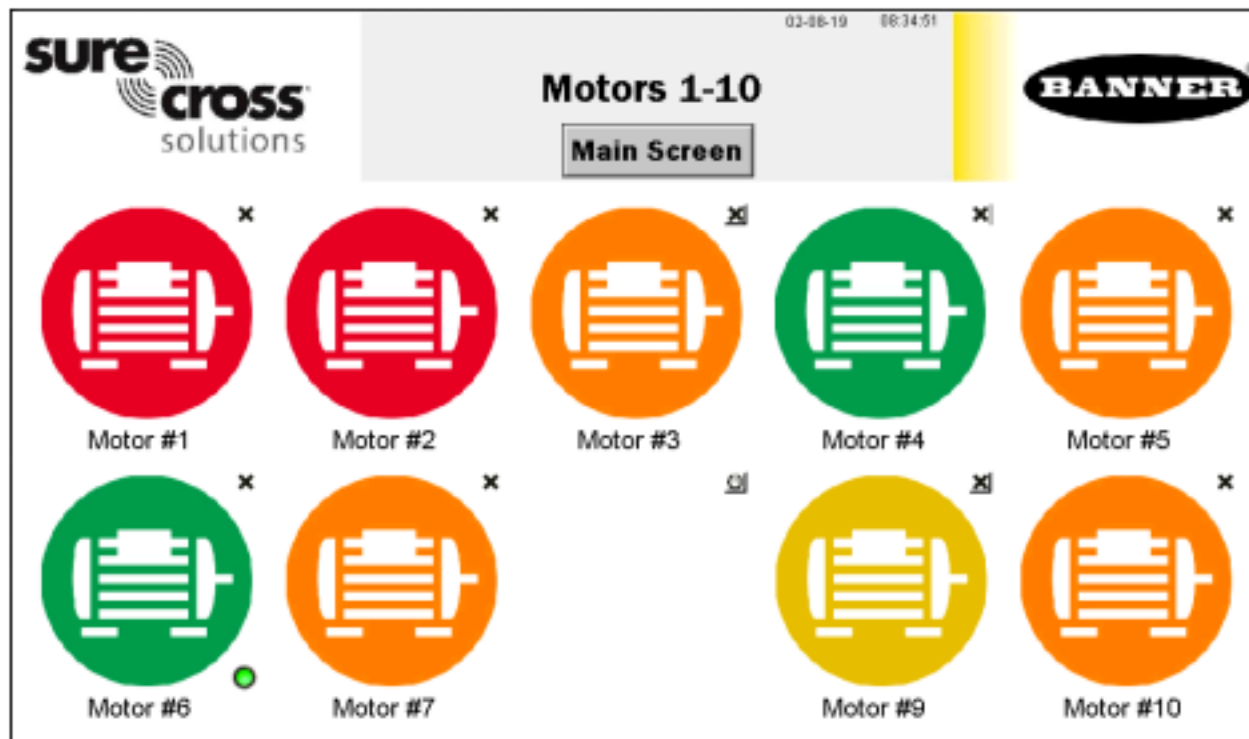 sure
cross
solutions
02-08-19 08:34:51
Motors 1-10
Main Screen
BANNER
Motor #1
Motor #2
Motor #3
Motor #4
Motor #5
Motor #6
Motor #7
Motor #9
Motor #10